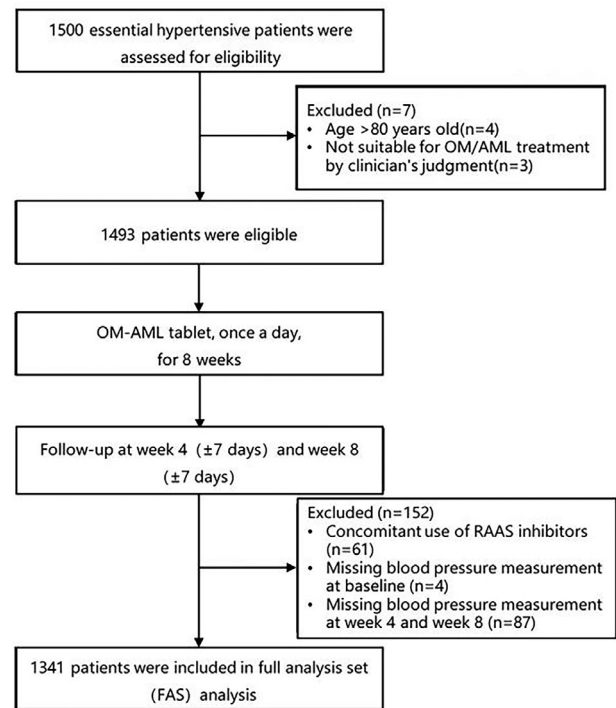 1500 essential hypertensive patients were
assessed for eligibility
Excluded (n=7)
• Age >80 years old(n=4)
• Not suitable for OM/AML treatment
by clinician's judgment(n=3)
1493 patients were eligible
OM-AML tablet, once a day,
for 8 weeks
Follow-up at week 4（±7 days）and week 8
（±7 days）
Excluded (n=152)
• Concomitant use of RAAS inhibitors
(n=61)
• Missing blood pressure measurement
at baseline (n=4)
• Missing blood pressure measurement
at week 4 and week 8 (n=87)
1341 patients were included in full analysis set
（FAS）analysis